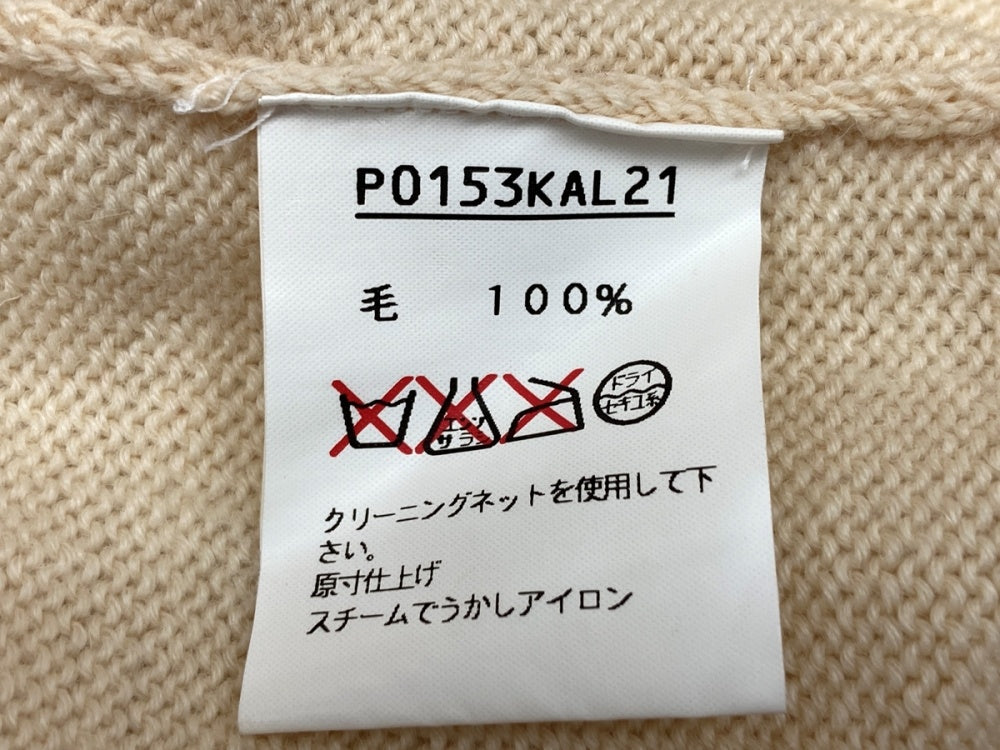 P0153KAL21
毛 100%
エンソ
サラシ
ドライ
セキユ系
クリーニングネットを使用して下
さい。
原寸仕上げ
スチームでうかしアイロン